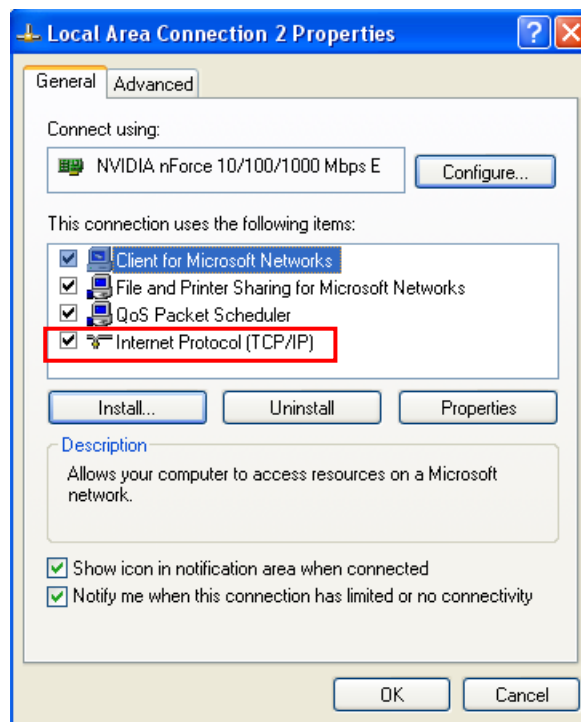 Local Area Connection 2 Properties
General Advanced
Connect using:
NVIDIA nForce 10/100/1000 Mbps E Configure...
This connection uses the following items:
Client for Microsoft Networks
File and Printer Sharing for Microsoft Networks
QoS Packet Scheduler
Internet Protocol (TCP/IP)
Install... Uninstall Properties
Description
Allows your computer to access resources on a Microsoft
network.
Show icon in notification area when connected
Notify me when this connection has limited or no connectivity
OK Cancel